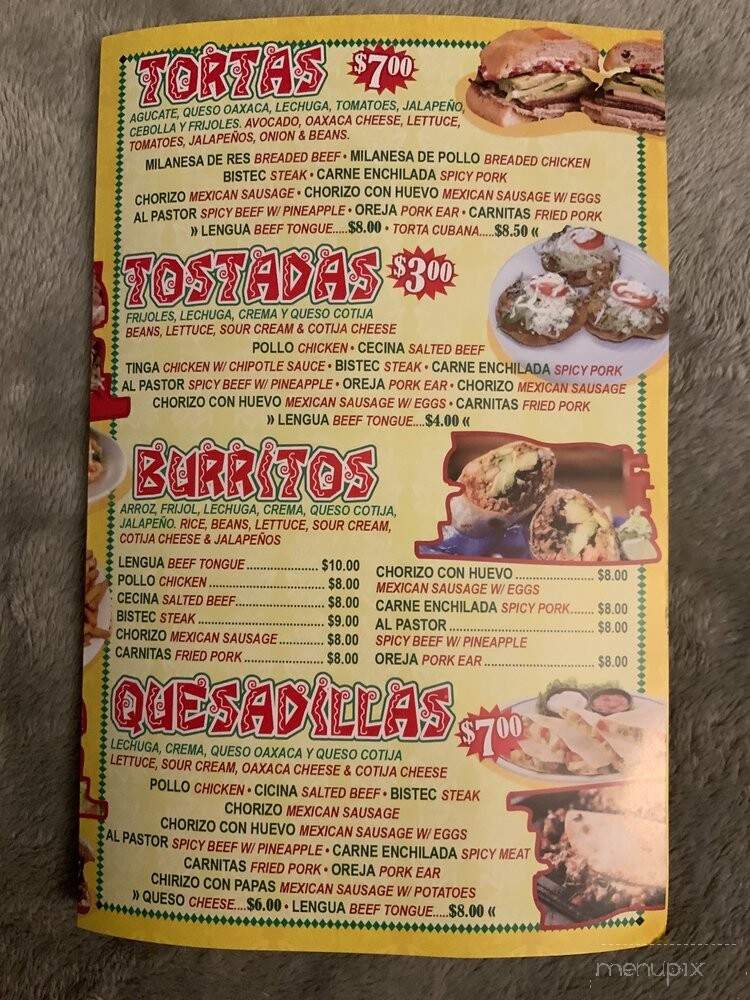 TORTAS $7.00
AGUCATE, QUESO OAXACA, LECHUGA, TOMATOES, JALAPEÑO,
CEBOLLA Y FRIJOLES. AVOCADO, OAXACA CHEESE, LETTUCE,
TOMATOES, JALAPEÑOS, ONION & BEANS.
MILANESA DE RES BREADED BEEF • MILANESA DE POLLO BREADED CHICKEN
BISTEC STEAK • CARNE ENCHILADA SPICY PORK
CHORIZO MEXICAN SAUSAGE • CHORIZO CON HUEVO MEXICAN SAUSAGE W/ EGGS
AL PASTOR SPICY BEEF W/ PINEAPPLE • OREJA PORK EAR • CARNITAS FRIED PORK
» LENGUA BEEF TONGUE.....$8.00 • TORTA CUBANA.....$8.50 «
TOSTADAS $3.00
FRIJOLES, LECHUGA, CREMA Y QUESO COTIJA
BEANS, LETTUCE, SOUR CREAM & COTIJA CHEESE
POLLO CHICKEN • CECINA SALTED BEEF
TINGA CHICKEN W/ CHIPOTLE SAUCE • BISTEC STEAK • CARNE ENCHILADA SPICY PORK
AL PASTOR SPICY BEEF W/ PINEAPPLE • OREJA PORK EAR • CHORIZO MEXICAN SAUSAGE
CHORIZO CON HUEVO MEXICAN SAUSAGE W/ EGGS • CARNITAS FRIED PORK
» LENGUA BEEF TONGUE....$4.00 «
BURRITOS
ARROZ, FRIJOL, LECHUGA, CREMA, QUESO COTIJA,
JALAPEÑO. RICE, BEANS, LETTUCE, SOUR CREAM,
COTIJA CHEESE & JALAPEÑOS
LENGUA BEEF TONGUE ..................... $10.00
POLLO CHICKEN .................................. $8.00
CECINA SALTED BEEF......................... $8.00
BISTEC STEAK .................................... $9.00
CHORIZO MEXICAN SAUSAGE ............. $8.00
CARNITAS FRIED PORK ....................... $8.00
CHORIZO CON HUEVO ....................... $8.00
MEXICAN SAUSAGE W/ EGGS
CARNE ENCHILADA SPICY PORK...... $8.00
AL PASTOR ......................................... $8.00
SPICY BEEF W/ PINEAPPLE
OREJA PORK EAR ................................ $8.00
QUESADILLAS $7.00
LECHUGA, CREMA, QUESO OAXACA Y QUESO COTIJA
LETTUCE, SOUR CREAM, OAXACA CHEESE & COTIJA CHEESE
POLLO CHICKEN • CICINA SALTED BEEF • BISTEC STEAK
CHORIZO MEXICAN SAUSAGE
CHORIZO CON HUEVO MEXICAN SAUSAGE W/ EGGS
AL PASTOR SPICY BEEF W/ PINEAPPLE • CARNE ENCHILADA SPICY MEAT
CARNITAS FRIED PORK • OREJA PORK EAR
CHIRIZO CON PAPAS MEXICAN SAUSAGE W/ POTATOES
» QUESO CHEESE....$6.00 • LENGUA BEEF TONGUE.....$8.00 «
menupix